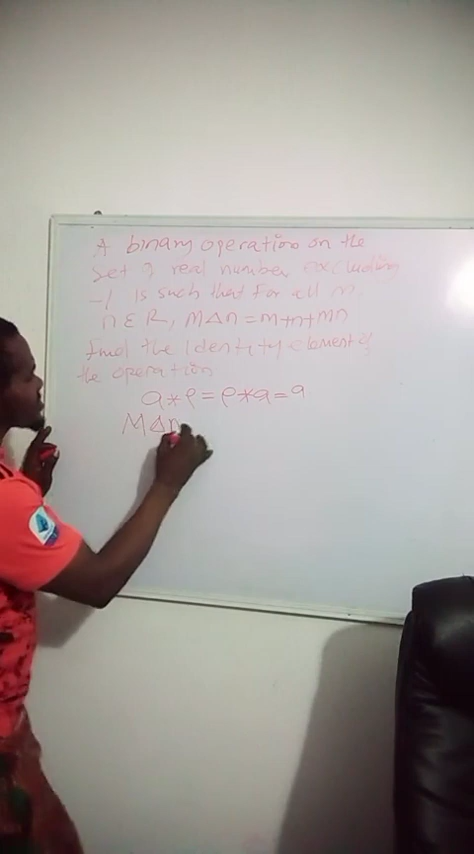 A binary operation on the
set of real number, excluding
-1 is such that for all m,
n ε R, M∆n = m+n+mn
find the identity element of
the operation
a*e = e*a = a
M∆n